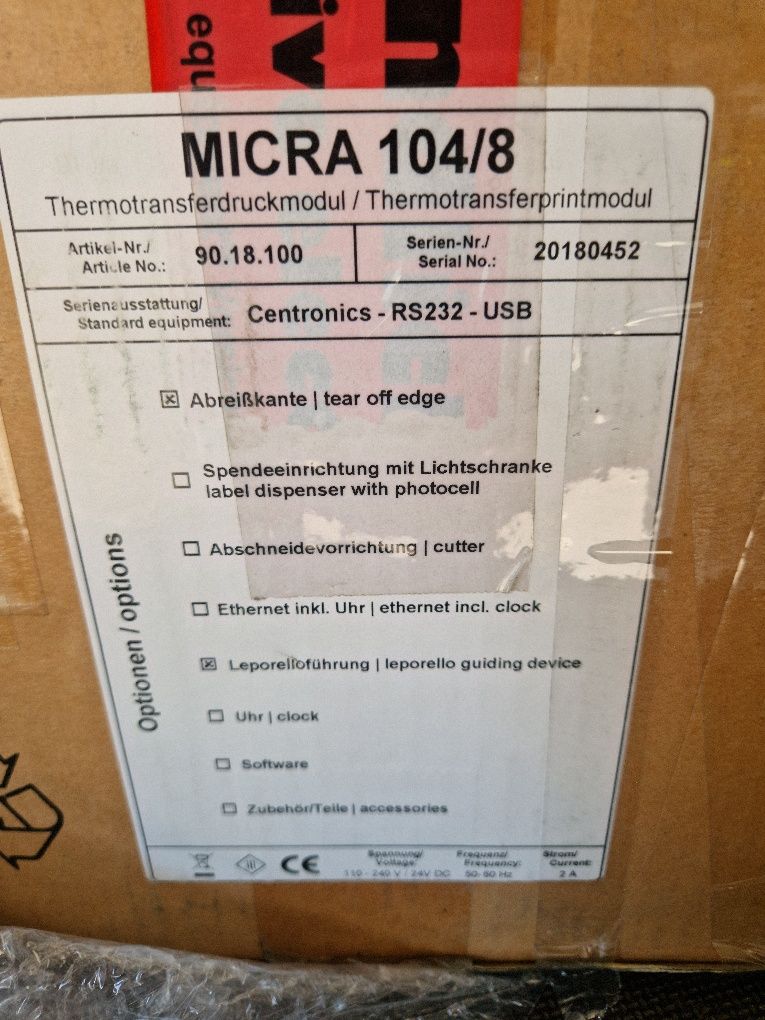 MICRA 104/8
Thermotransferdruckmodul / Thermotransferprintmodul
Artikel-Nr./
Article No.: 90.18.100
Serien-Nr./
Serial No.: 20180452
Serienausstattung/
Standard equipment: Centronics - RS232 - USB
Optionen / options
Abreißkante | tear off edge
Spendeeinrichtung mit Lichtschranke
label dispenser with photocell
Abschneidevorrichtung | cutter
Ethernet inkl. Uhr | ethernet incl. clock
Leporelloführung | leporello guiding device
Uhr | clock
Software
Zubehör/Teile | accessories
CE
Spannung/
Voltage:
110 - 240 V / 24V DC
Frequenz/
Frequency:
50- 60 Hz
Strom/
Current:
2 A